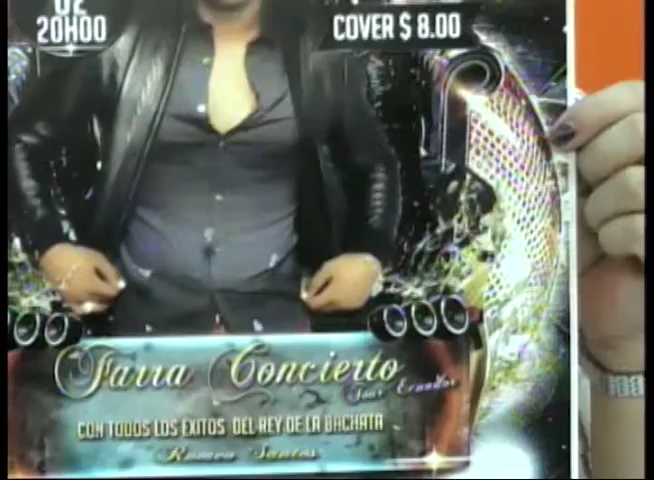 02
20H00
COVER $ 8.00
Farra Concierto
Tour Ecuador
CON TODOS LOS EXITOS DEL REY DE LA BACHATA
Romeo Santos